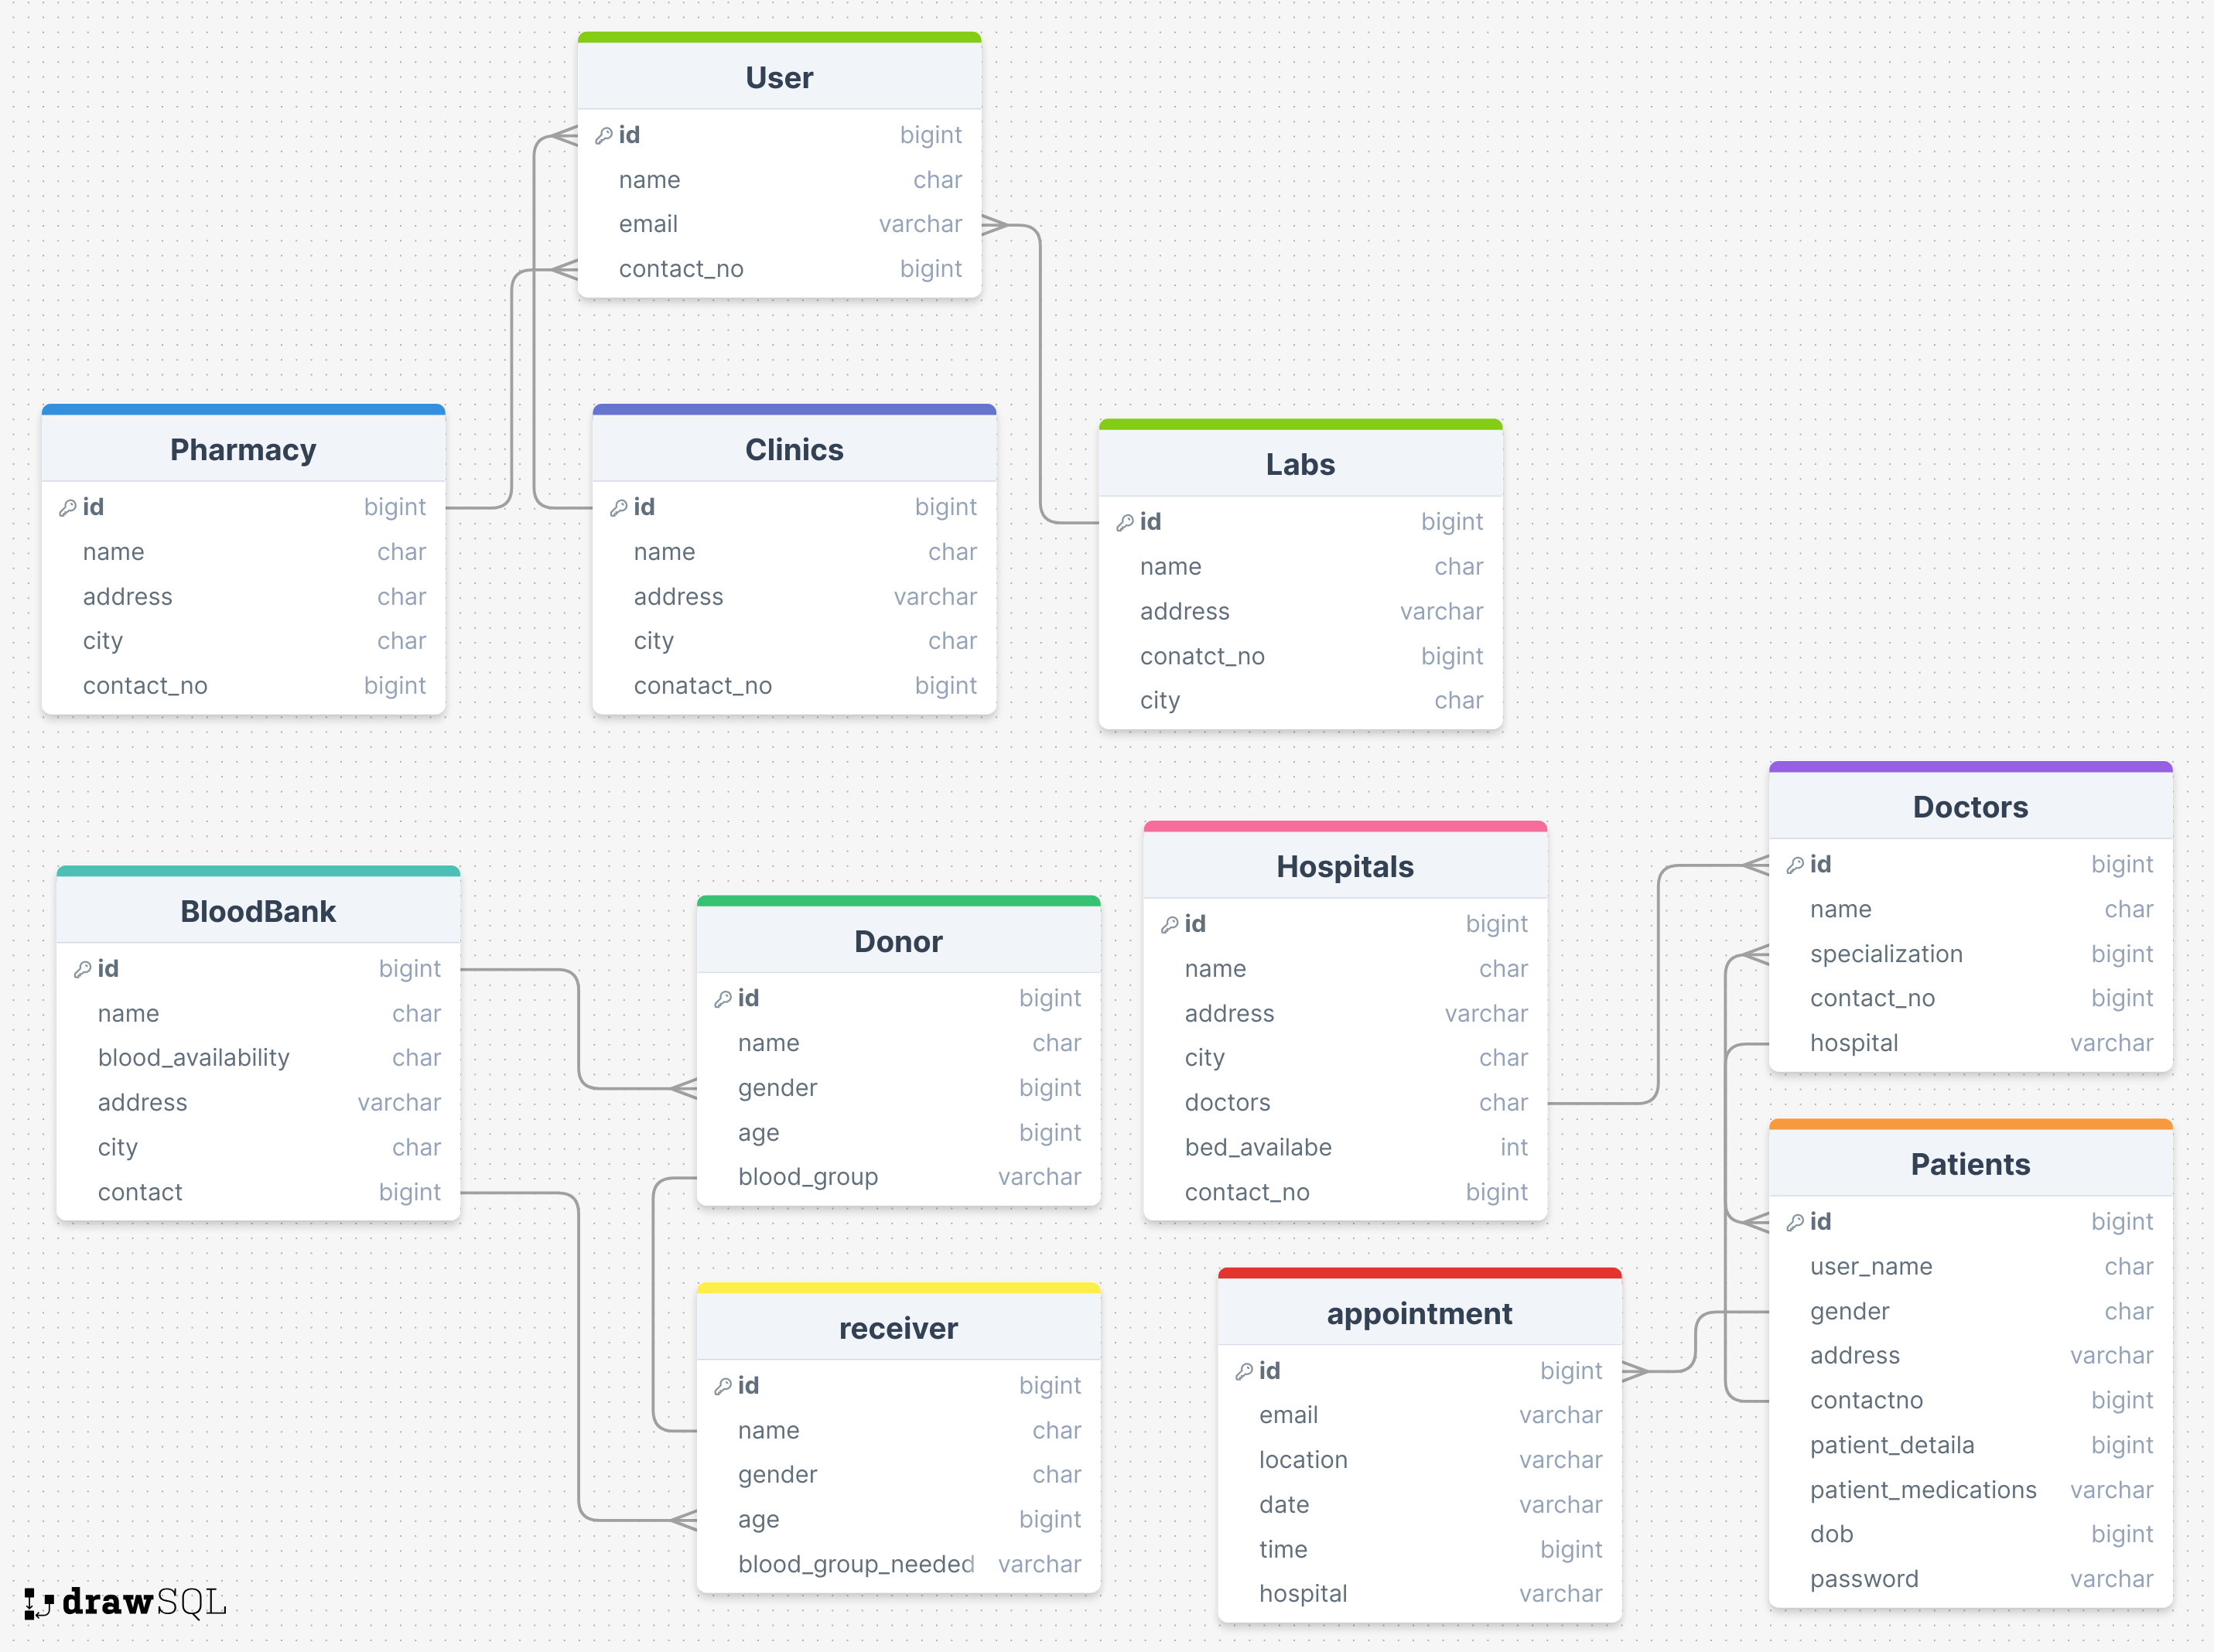 User
id bigint
name char
email varchar
contact_no bigint
Pharmacy
id bigint
name char
address char
city char
contact_no bigint
Clinics
id bigint
name char
address varchar
city char
conatact_no bigint
Labs
id bigint
name char
address varchar
conatct_no bigint
city char
Doctors
id bigint
name char
specialization bigint
contact_no bigint
hospital varchar
Hospitals
id bigint
name char
address varchar
city char
doctors char
bed_availabe int
contact_no bigint
BloodBank
id bigint
name char
blood_availability char
address varchar
city char
contact bigint
Donor
id bigint
name char
gender bigint
age bigint
blood_group varchar
Patients
id bigint
user_name char
gender char
address varchar
contactno bigint
patient_detaila bigint
patient_medications varchar
dob bigint
password varchar
receiver
id bigint
name char
gender char
age bigint
blood_group_needed varchar
appointment
id bigint
email varchar
location varchar
date varchar
time bigint
hospital varchar
drawSQL